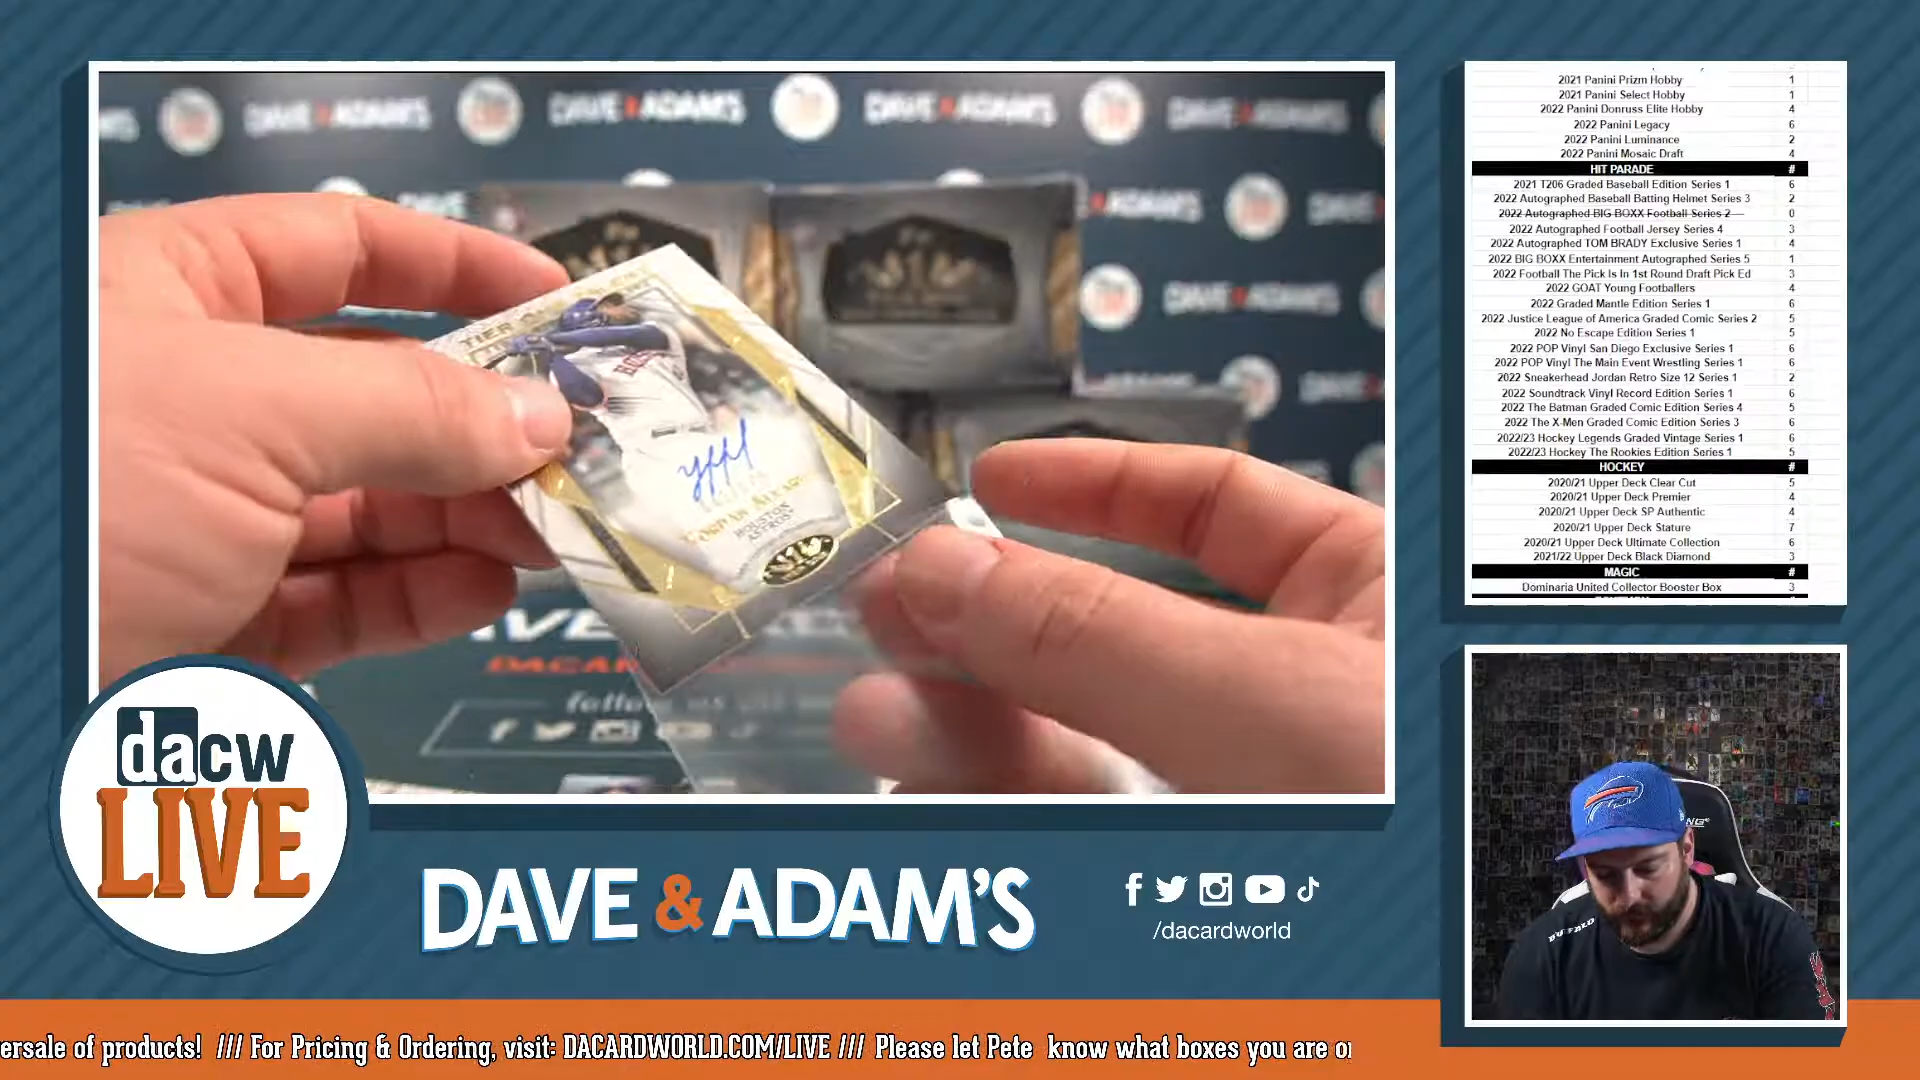 DAVE & ADAM'S
DAVE & ADAM'S
DAVE & ADAM'S
TIER ONE
HOUSTON
ASTROS
follow us
2021 Panini Prizm Hobby 1
2021 Panini Select Hobby 1
2022 Panini Donruss Elite Hobby 4
2022 Panini Legacy 6
2022 Panini Luminance 2
2022 Panini Mosaic Draft 4
HIT PARADE #
2021 T206 Graded Baseball Edition Series 1 6
2022 Autographed Baseball Batting Helmet Series 3 2
2022 Autographed BIG BOXX Football Series 2 0
2022 Autographed Football Jersey Series 4 3
2022 Autographed TOM BRADY Exclusive Series 1 4
2022 BIG BOXX Entertainment Autographed Series 5 1
2022 Football The Pick Is In 1st Round Draft Pick Ed 3
2022 GOAT Young Footballers 4
2022 Graded Mantle Edition Series 1 6
2022 Justice League of America Graded Comic Series 2 5
2022 No Escape Edition Series 1 5
2022 POP Vinyl San Diego Exclusive Series 1 6
2022 POP Vinyl The Main Event Wrestling Series 1 6
2022 Sneakerhead Jordan Retro Size 12 Series 1 2
2022 Soundtrack Vinyl Record Edition Series 1 6
2022 The Batman Graded Comic Edition Series 4 5
2022 The X-Men Graded Comic Edition Series 3 6
2022/23 Hockey Legends Graded Vintage Series 1 6
2022/23 Hockey The Rookies Edition Series 1 5
HOCKEY #
2020/21 Upper Deck Clear Cut 5
2020/21 Upper Deck Premier 4
2020/21 Upper Deck SP Authentic 4
2020/21 Upper Deck Stature 7
2020/21 Upper Deck Ultimate Collection 6
2021/22 Upper Deck Black Diamond 3
MAGIC #
Dominaria United Collector Booster Box 3
BUFFALO
dacw
LIVE
DAVE & ADAM'S
/dacardworld
ersale of products! /// For Pricing & Ordering, visit: DACARDWORLD.COM/LIVE /// Please let Pete know what boxes you are or